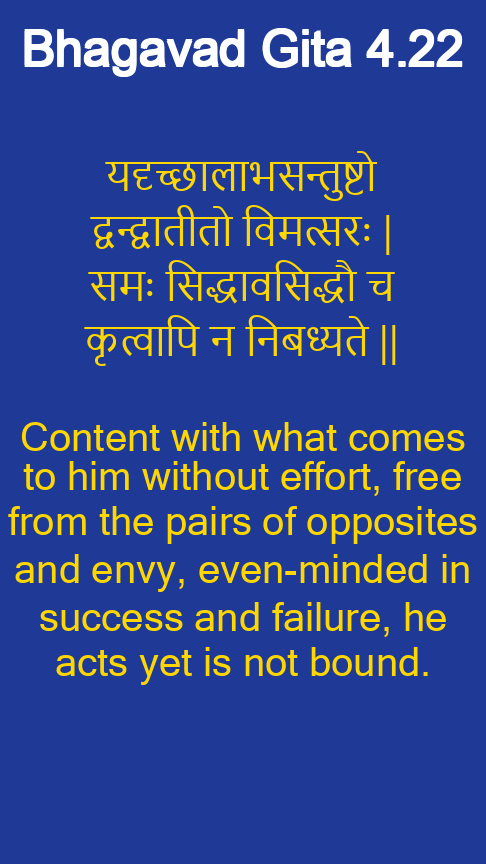 Bhagavad Gita 4.22
यदृच्छालाभसन्तुष्टो
द्वन्द्वातीतो विमत्सरः |
समः सिद्धावसिद्धौ च
कृत्वापि न निबध्यते ||
Content with what comes
to him without effort, free
from the pairs of opposites
and envy, even-minded in
success and failure, he
acts yet is not bound.